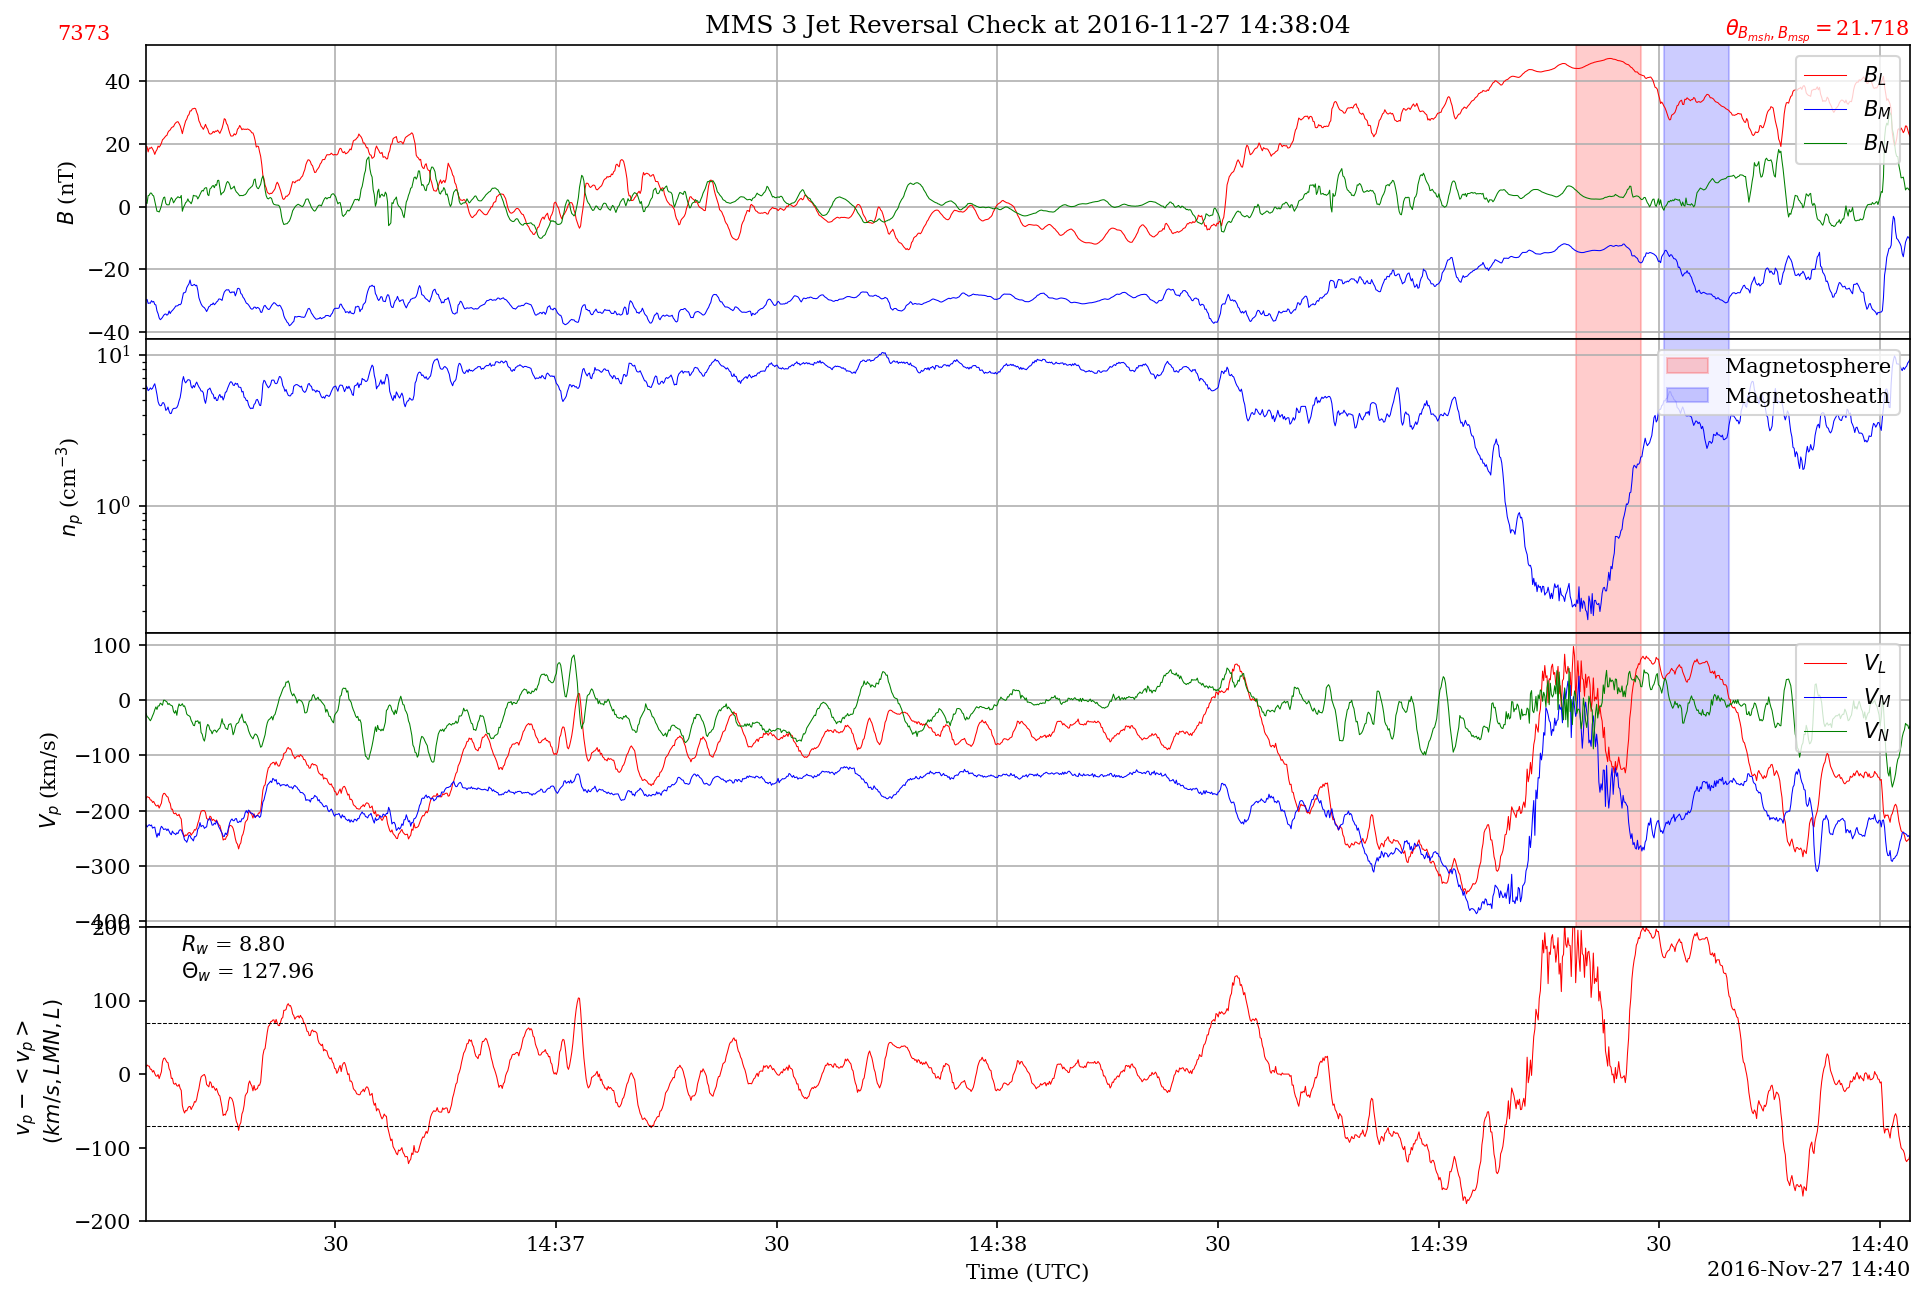 7373
MMS 3 Jet Reversal Check at 2016-11-27 14:38:04
θ_{B_{msh}, B_{msp}} = 21.718
40
20
0
−20
−40
B (nT)
B_L
B_M
B_N
10^1
10^0
n_p (cm^{−3})
Magnetosphere
Magnetosheath
100
0
−100
−200
−300
−400
V_p (km/s)
V_L
V_M
V_N
200
100
0
−100
−200
v_p − < v_p >
(km/s, LMN, L)
R_w = 8.80
Θ_w = 127.96
30
14:37
30
14:38
30
14:39
30
14:40
Time (UTC)
2016-Nov-27 14:40